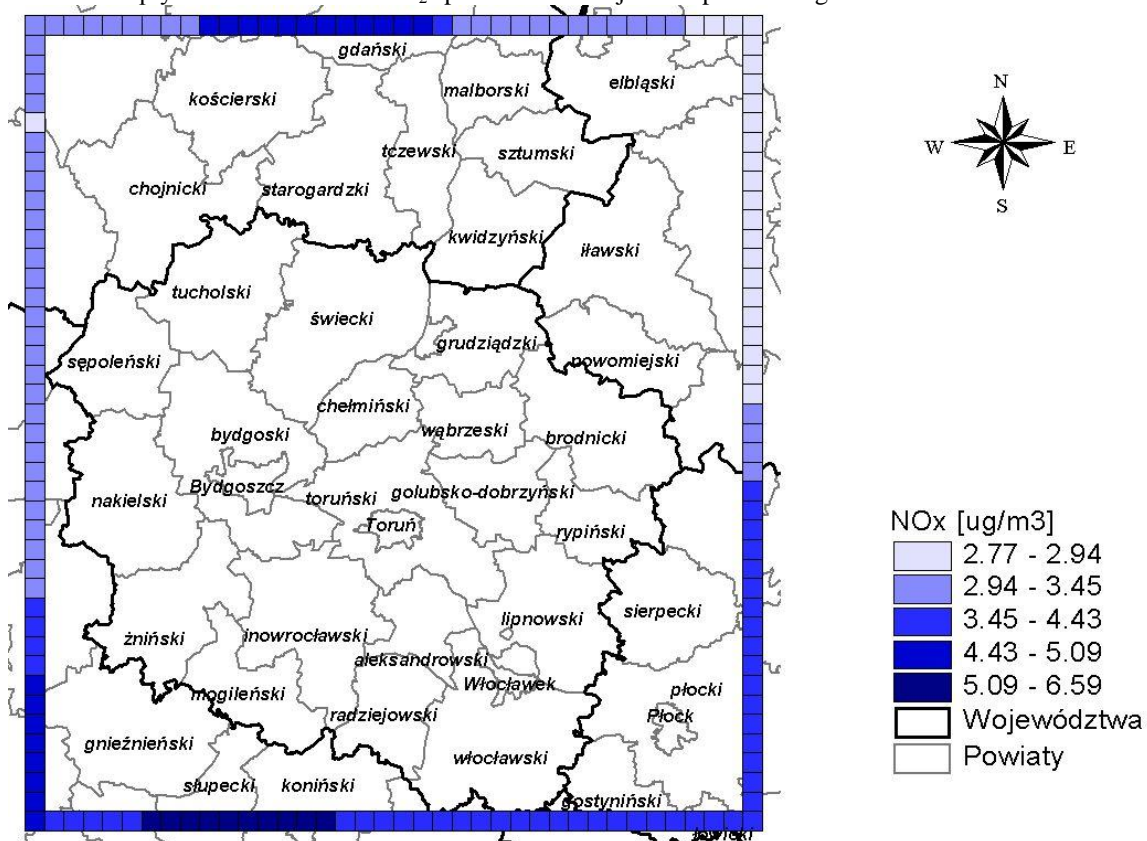 gdański
elbląski
malborski
kościerski
tczewski
sztumski
chojnicki
starogardzki
kwidzyński
iławski
tucholski
świecki
grudziądzki
nowomiejski
sępoleński
chełmiński
wąbrzeski
brodnicki
bydgoski
Bydgoszcz
nakielski
toruński
golubsko-dobrzyński
Toruń
rypiński
lipnowski
sierpecki
żniński
inowrocławski
aleksandrowski
Włocławek
mogileński
radziejowski
płocki
Płock
gnieźnieński
włocławski
słupecki
koniński
gostyniński
łowicki
N
W
E
S
NOx [ug/m3]
2.77 - 2.94
2.94 - 3.45
3.45 - 4.43
4.43 - 5.09
5.09 - 6.59
Województwa
Powiaty